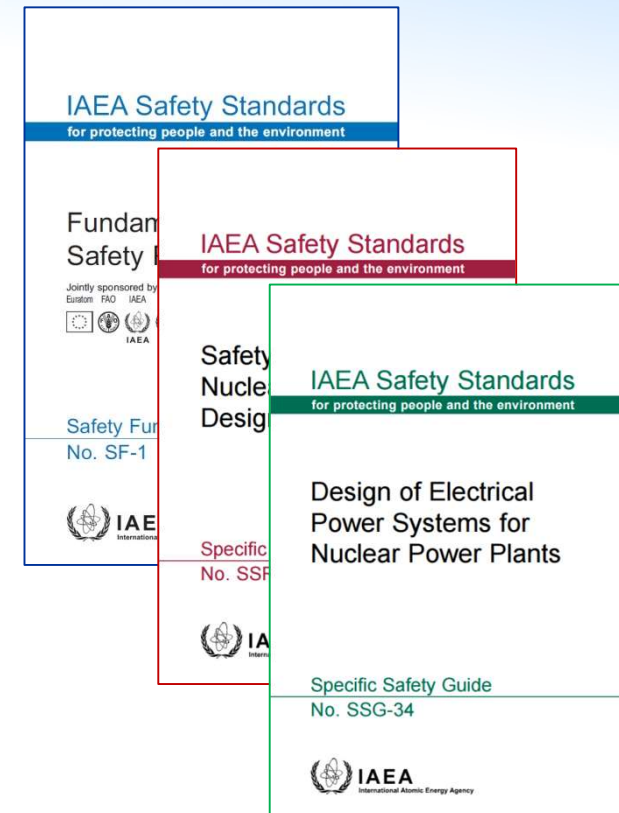 IAEA Safety Standards
for protecting people and the environment
Fundam
Safety
Jointly sponsored by
Euratom FAO IAEA
IAEA
Safety Fun
No. SF-1
IAE
International
IAEA Safety Standards
for protecting people and the environment
Safety
Nuclea
Desig
Specific
No. SSR
IA
Intern
IAEA Safety Standards
for protecting people and the environment
Design of Electrical
Power Systems for
Nuclear Power Plants
Specific Safety Guide
No. SSG-34
IAEA
International Atomic Energy Agency